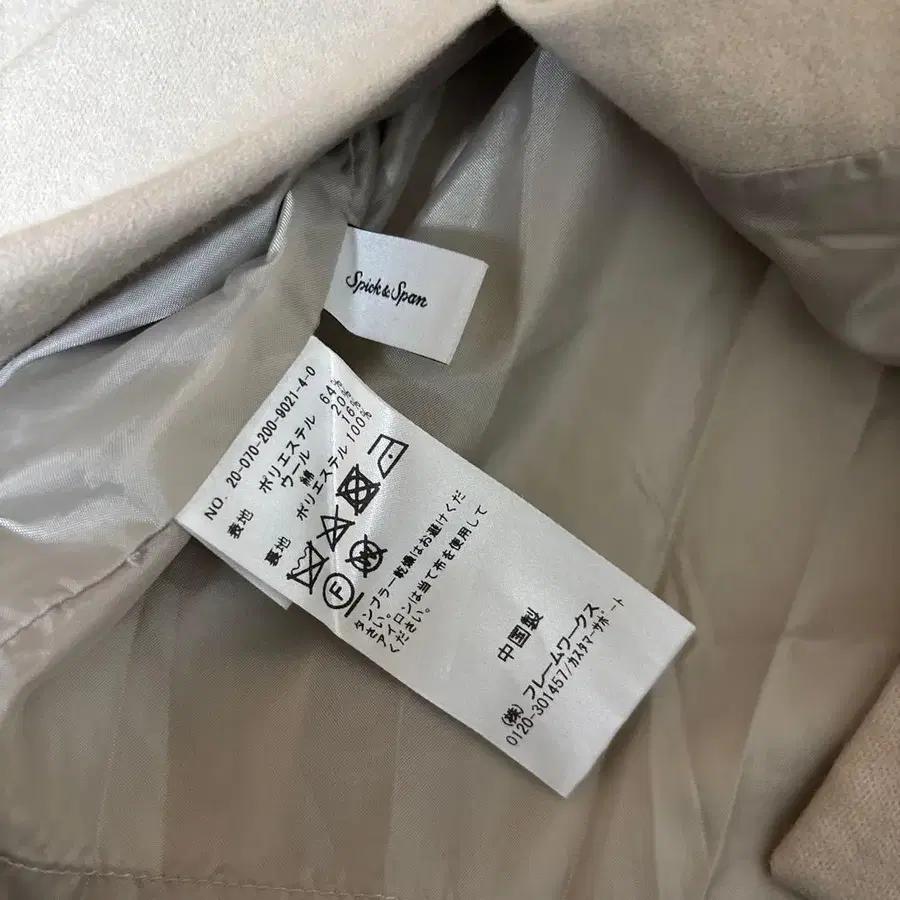 Spick & Span
NO. 20-070-200-9021-4-0
表地 ポリエステル 64%
ウール 20%
16%
裏地 ポリエステル 100%
F
タンブラー乾燥はお避けくだ
さい。
アイロンは当て布を使用して
ください。
中国製
(株) フレームワークス
0120-301457/カスタマーサポート